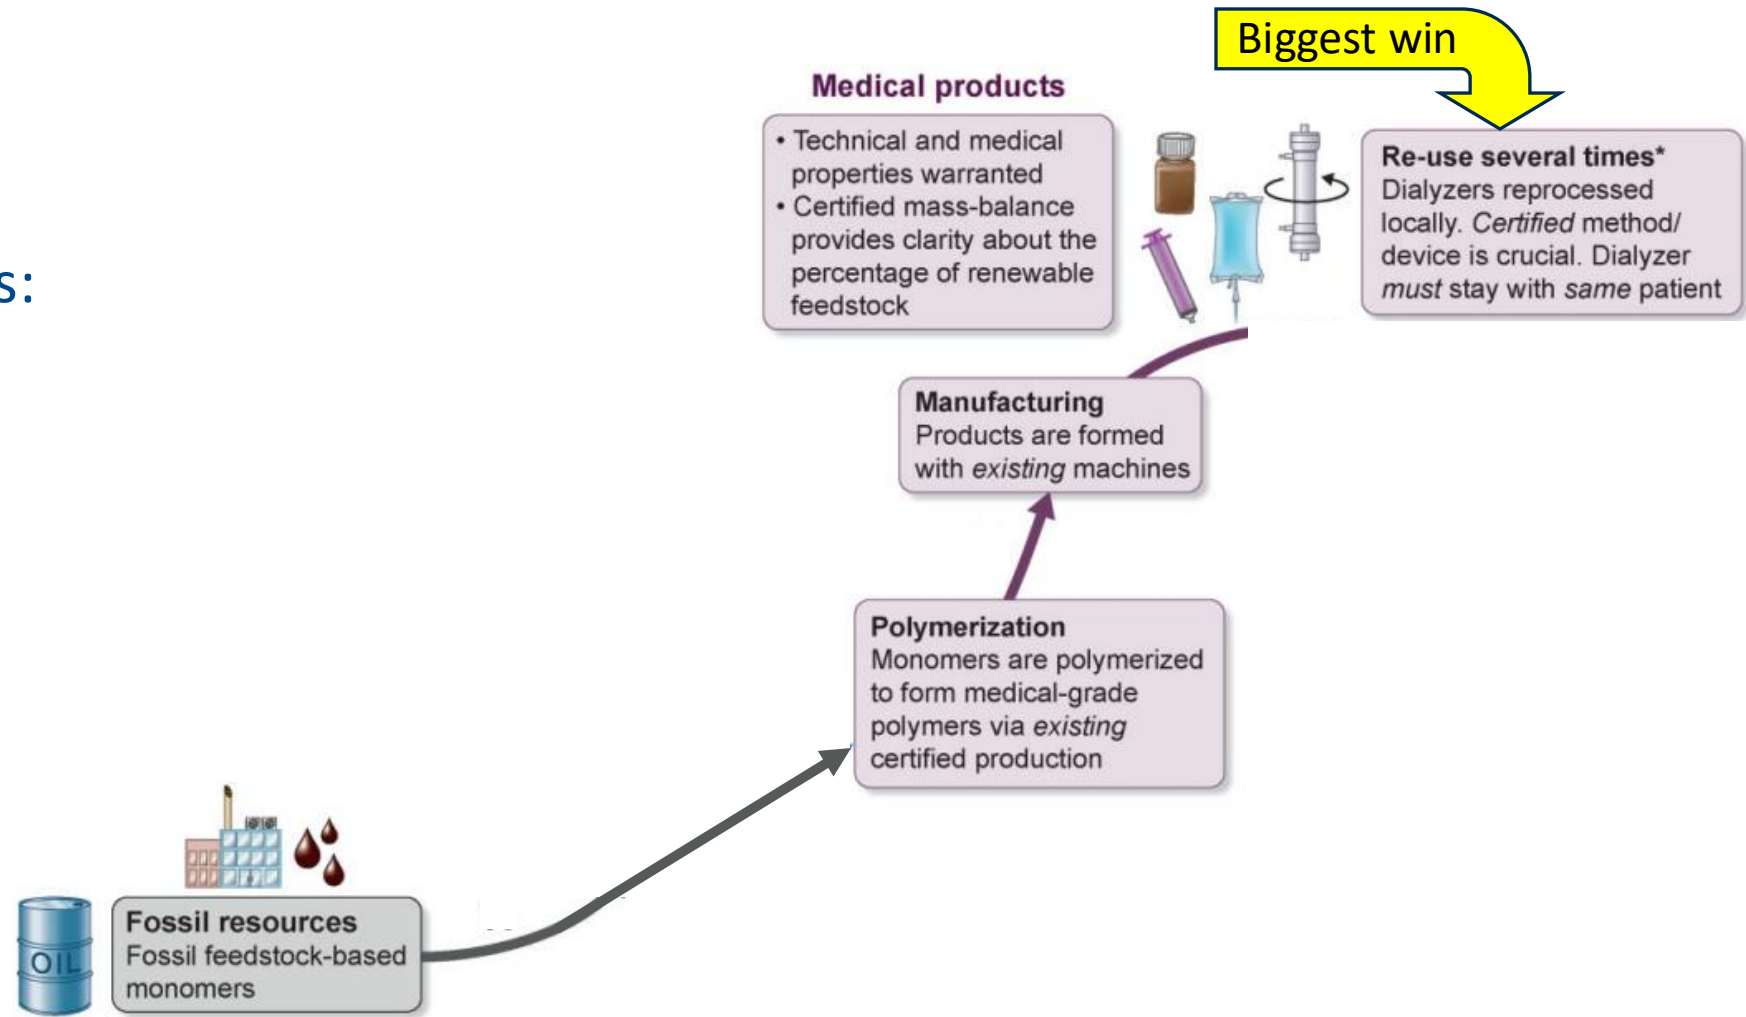 Biggest win
Medical products
• Technical and medical
properties warranted
• Certified mass-balance
provides clarity about the
percentage of renewable
feedstock
Re-use several times*
Dialyzers reprocessed
locally. Certified method/
device is crucial. Dialyzer
must stay with same patient
s:
Manufacturing
Products are formed
with existing machines
Polymerization
Monomers are polymerized
to form medical-grade
polymers via existing
certified production
Fossil resources
Fossil feedstock-based
monomers
OIL